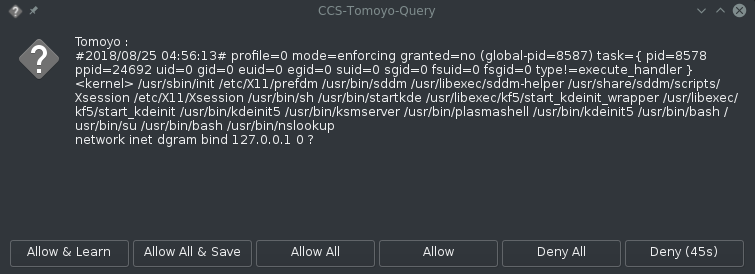 CCS-Tomoyo-Query
Tomoyo :
#2018/08/25 04:56:13# profile=0 mode=enforcing granted=no (global-pid=8587) task={ pid=8578
ppid=24692 uid=0 gid=0 euid=0 egid=0 suid=0 sgid=0 fsuid=0 fsgid=0 type!=execute_handler }
<kernel> /usr/sbin/init /etc/X11/prefdm /usr/bin/sddm /usr/libexec/sddm-helper /usr/share/sddm/scripts/
Xsession /etc/X11/Xsession /usr/bin/sh /usr/bin/startkde /usr/libexec/kf5/start_kdeinit_wrapper /usr/libexec/
kf5/start_kdeinit /usr/bin/kdeinit5 /usr/bin/ksmserver /usr/bin/plasmashell /usr/bin/kdeinit5 /usr/bin/bash /
usr/bin/su /usr/bin/bash /usr/bin/nslookup
network inet dgram bind 127.0.0.1 0 ?
Allow & Learn
Allow All & Save
Allow All
Allow
Deny All
Deny (45s)